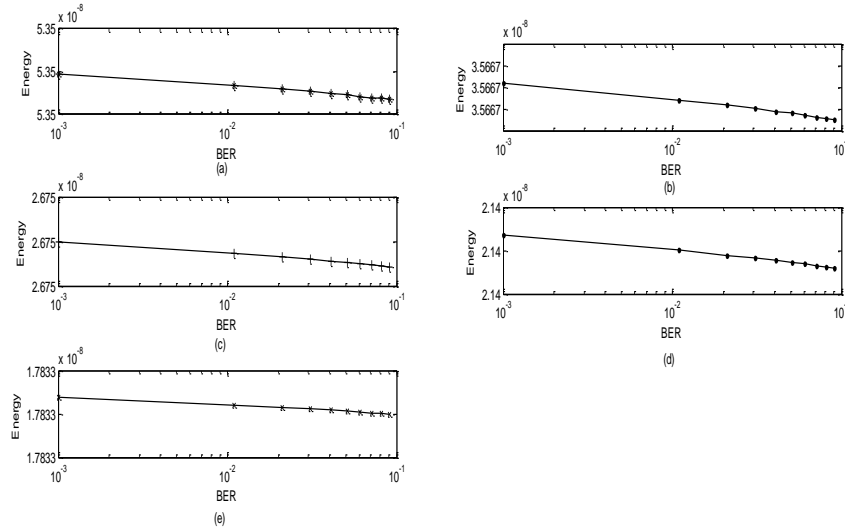 x 10^-8
5.35
5.35
5.35
Energy
10^-3
10^-2
10^-1
BER
(a)
x 10^-8
3.5667
3.5667
3.5667
Energy
10^-3
10^-2
10^-1
BER
(b)
x 10^-8
2.675
2.675
2.675
Energy
10^-3
10^-2
10^-1
BER
(c)
x 10^-8
2.14
2.14
2.14
Energy
10^-3
10^-2
10^-1
BER
(d)
x 10^-8
1.7833
1.7833
1.7833
Energy
10^-3
10^-2
10^-1
BER
(e)